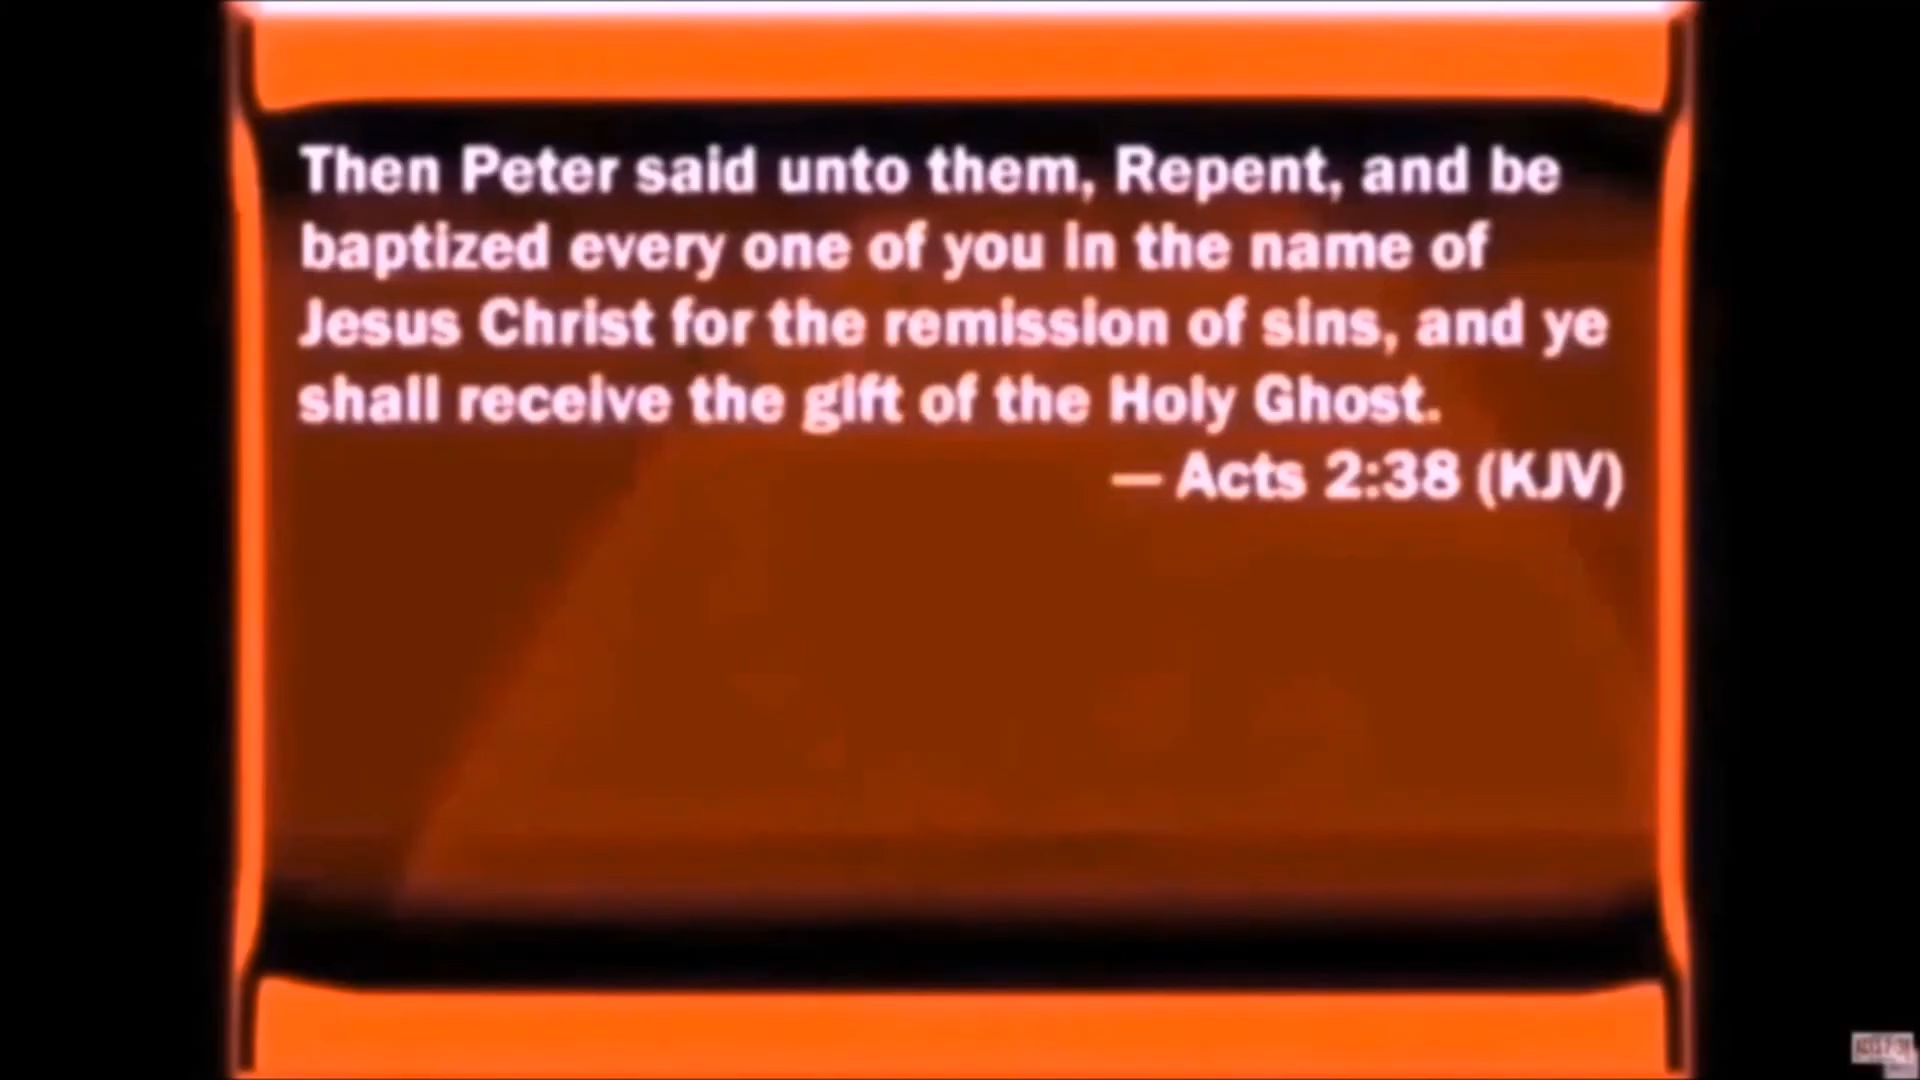 Then Peter said unto them, Repent, and be
baptized every one of you in the name of
Jesus Christ for the remission of sins, and ye
shall receive the gift of the Holy Ghost.
— Acts 2:38 (KJV)